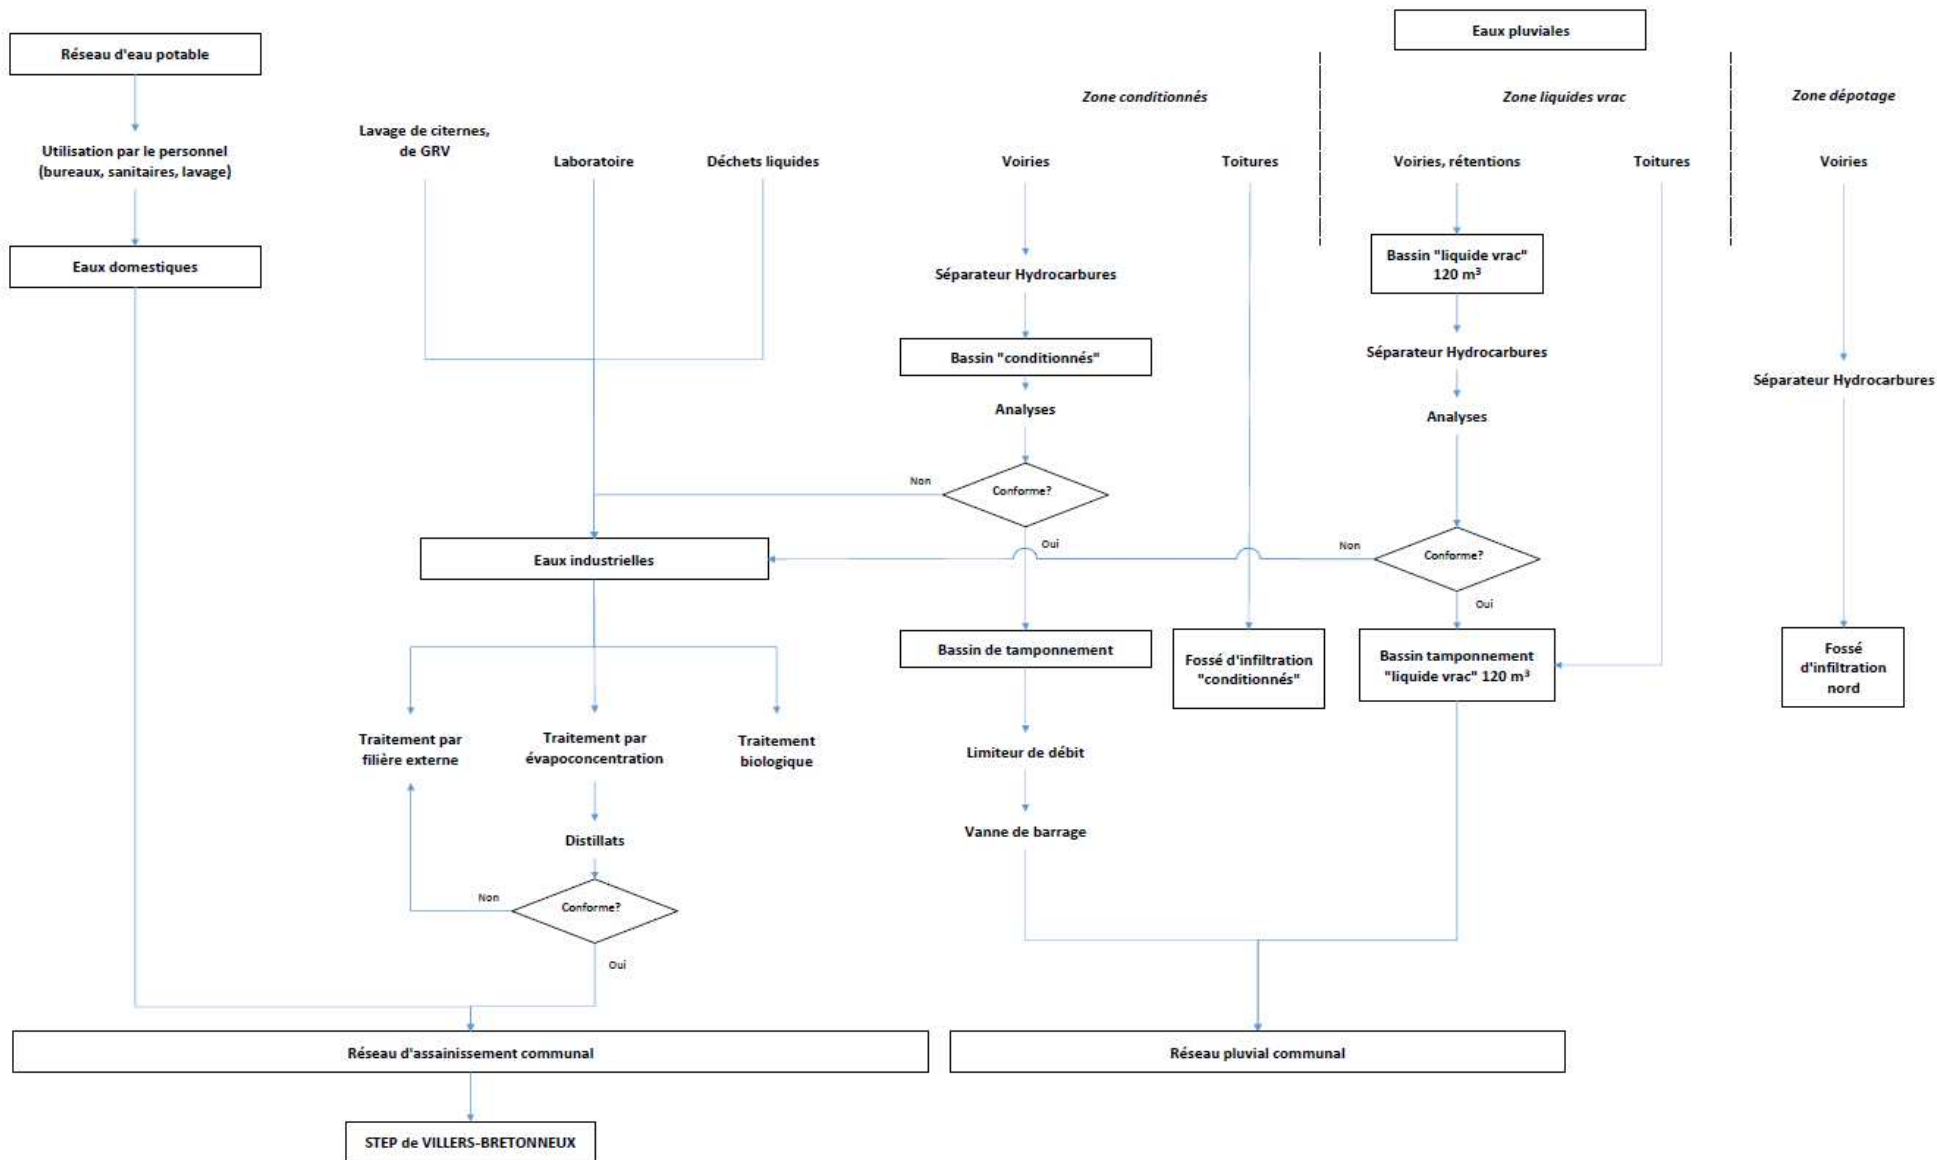 Eaux pluviales
Réseau d'eau potable
Zone conditionnés
Zone liquides vrac
Zone dépotage
Lavage de citernes,
de GRV
Utilisation par le personnel
(bureaux, sanitaires, lavage)
Laboratoire
Déchets liquides
Voiries
Toitures
Voiries, rétentions
Toitures
Voiries
Eaux domestiques
Séparateur Hydrocarbures
Bassin "liquide vrac"
120 m³
Bassin "conditionnés"
Séparateur Hydrocarbures
Séparateur Hydrocarbures
Analyses
Analyses
Non
Conforme?
Oui
Eaux industrielles
Non
Conforme?
Oui
Bassin de tamponnement
Fossé d'infiltration
"conditionnés"
Bassin tamponnement
"liquide vrac" 120 m³
Fossé
d'infiltration
nord
Traitement par
filière externe
Traitement par
évapoconcentration
Traitement
biologique
Limiteur de débit
Distillats
Vanne de barrage
Non
Conforme?
Oui
Réseau d'assainissement communal
Réseau pluvial communal
STEP de VILLERS-BRETONNEUX